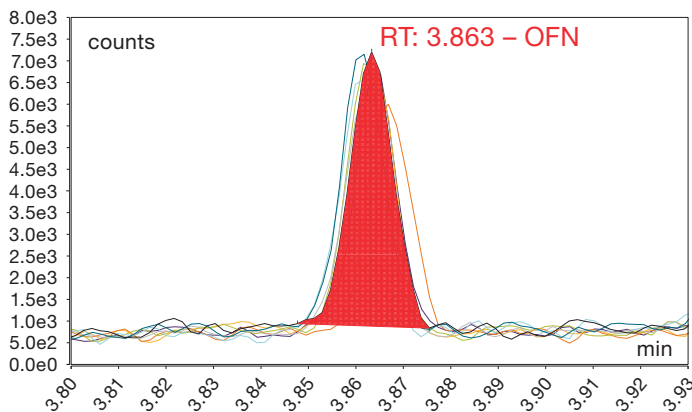 8.0e3
7.5e3
7.0e3
6.5e3
6.0e3
5.5e3
5.0e3
4.5e3
4.0e3
3.5e3
3.0e3
2.5e3
2.0e3
1.5e3
1.0e3
5.0e2
0.0e0
counts
RT: 3.863 – OFN
min
3.80
3.81
3.82
3.83
3.84
3.85
3.86
3.87
3.88
3.89
3.90
3.91
3.92
3.93